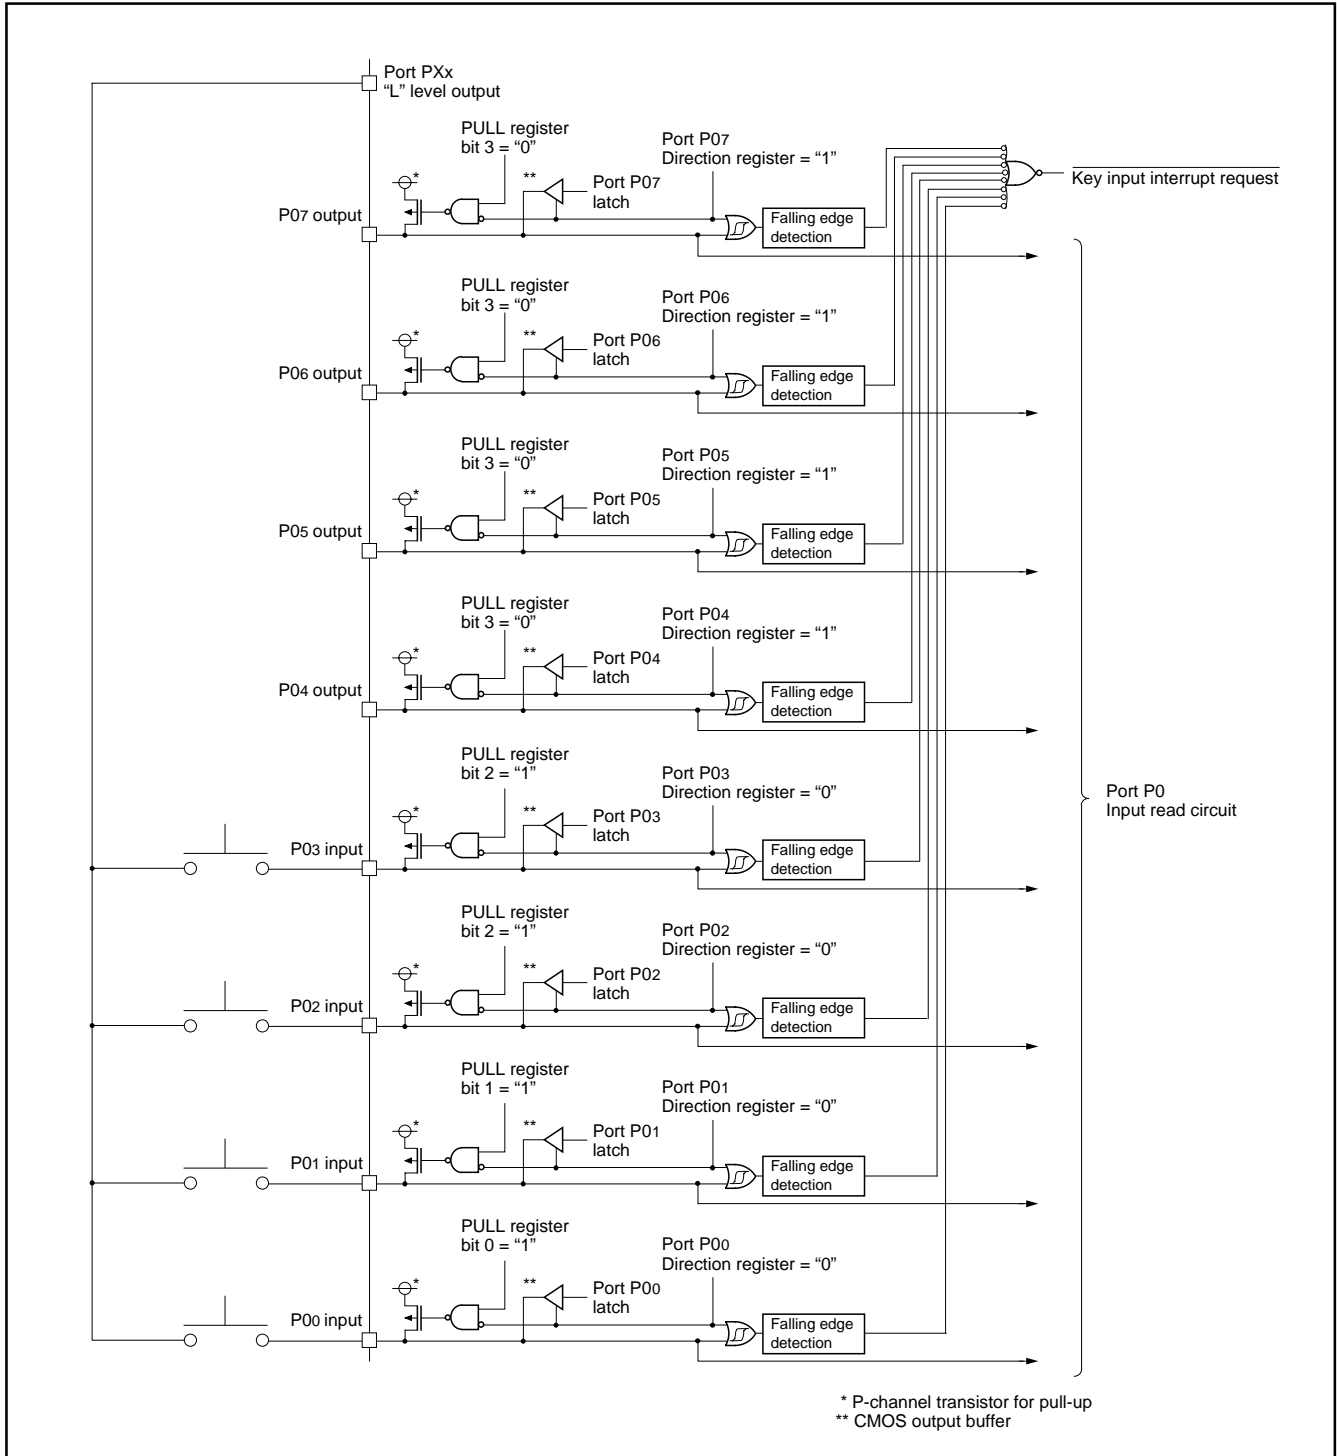 Port PXx
“L” level output
PULL register
bit 3 = “0”
Port P07
Direction register = “1”
*
**
Port P07
latch
P07 output
Falling edge
detection
Key input interrupt request
PULL register
bit 3 = “0”
Port P06
Direction register = “1”
*
**
Port P06
latch
P06 output
Falling edge
detection
PULL register
bit 3 = “0”
Port P05
Direction register = “1”
*
**
Port P05
latch
P05 output
Falling edge
detection
PULL register
bit 3 = “0”
Port P04
Direction register = “1”
*
**
Port P04
latch
P04 output
Falling edge
detection
PULL register
bit 2 = “1”
Port P03
Direction register = “0”
*
**
Port P03
latch
P03 input
Falling edge
detection
Port P0
Input read circuit
PULL register
bit 2 = “1”
Port P02
Direction register = “0”
*
**
Port P02
latch
P02 input
Falling edge
detection
PULL register
bit 1 = “1”
Port P01
Direction register = “0”
*
**
Port P01
latch
P01 input
Falling edge
detection
PULL register
bit 0 = “1”
Port P00
Direction register = “0”
*
**
Port P00
latch
P00 input
Falling edge
detection
* P-channel transistor for pull-up
** CMOS output buffer